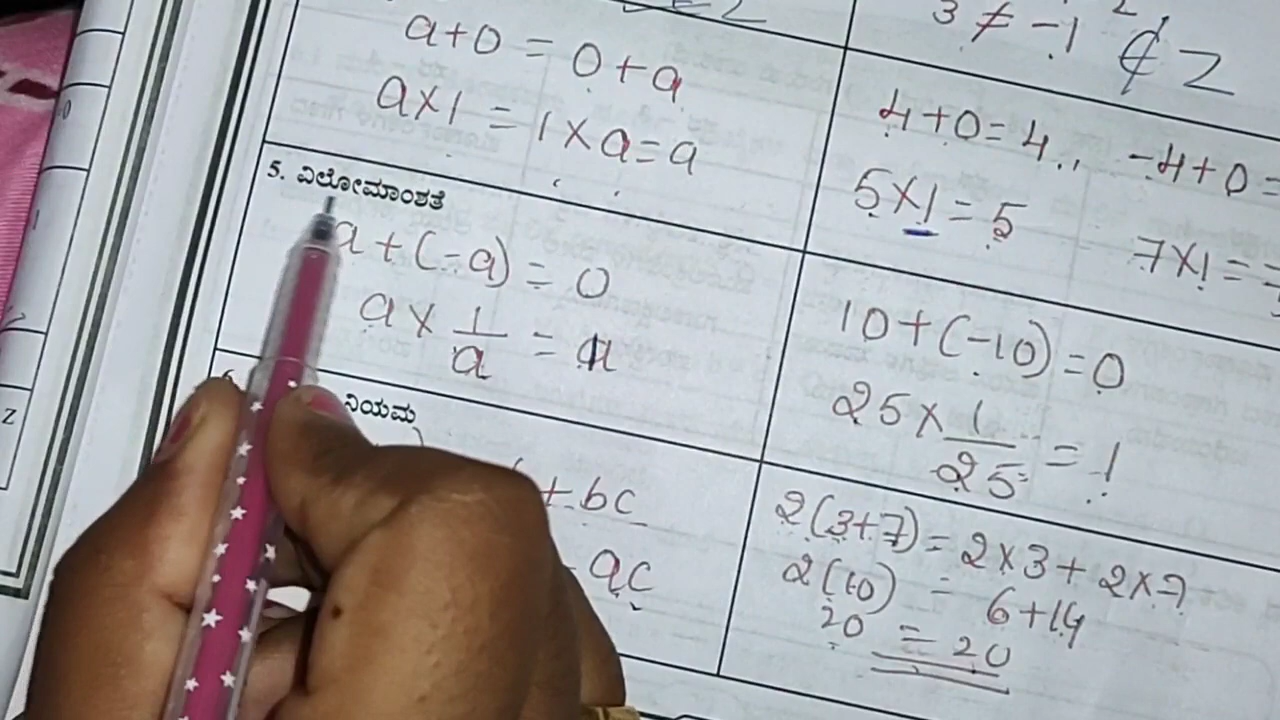 3 ≠ -1 ∉ Z
a+0 = 0+a
a×1 = 1×a=a
4+0=4, -4+0=
5×1=5 7×1=
5. ವಿಲೋಮಾಂಶತೆ
a+(-a) = 0
a × 1/a =
10+(-10)=0
25×1/25=1
ನಿಯಮ
+ bc
ac
2(3+7)=2×3+2×7
2(10) = 6+14
20 = 20
Z